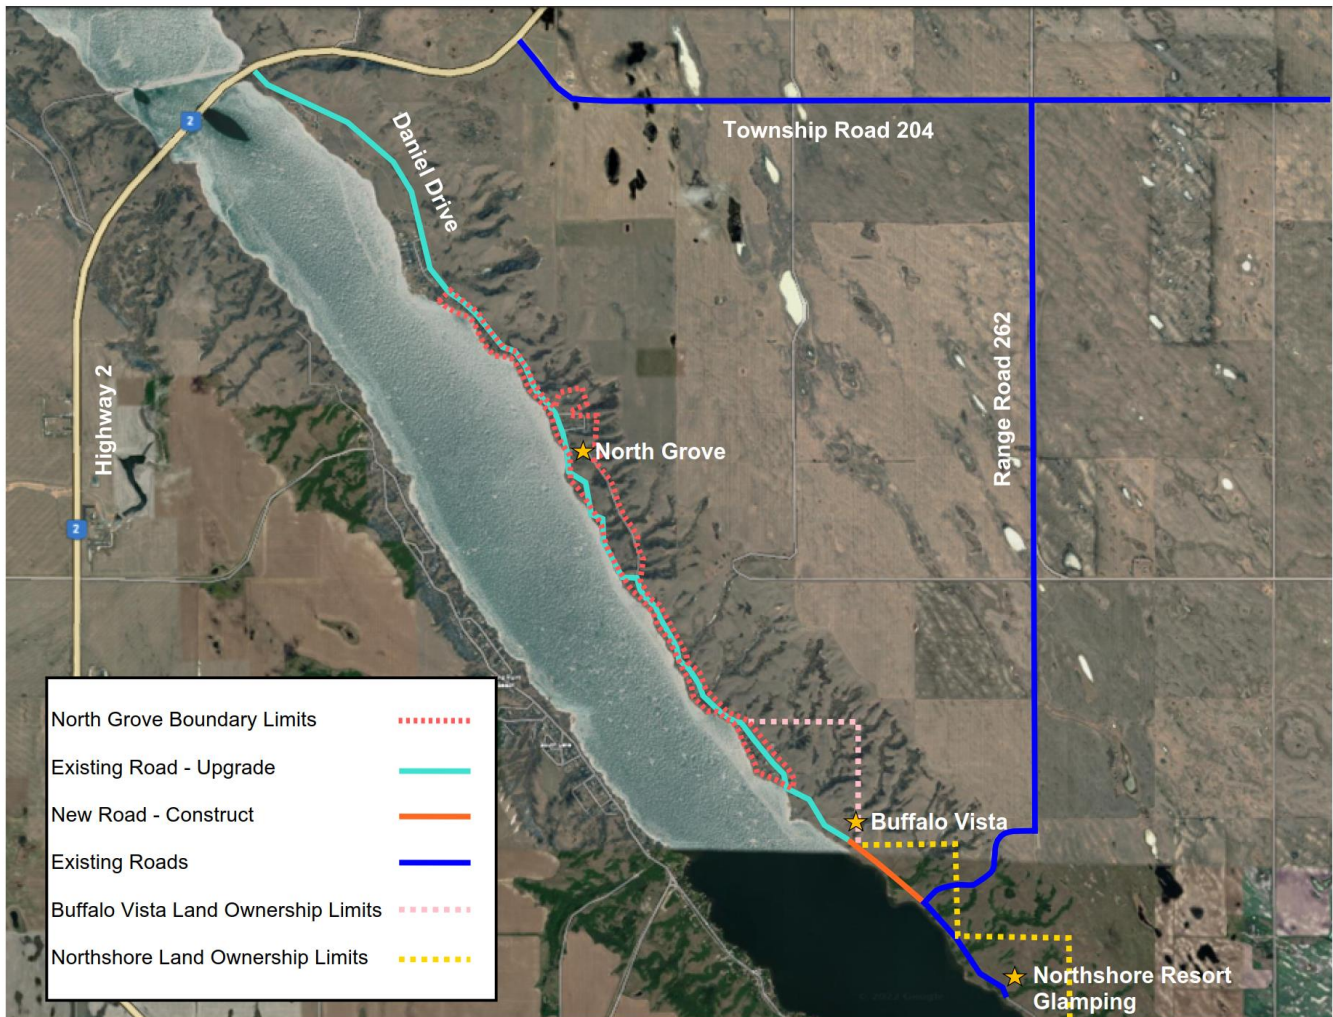 2
Daniel Drive
Township Road 204
Highway 2
Range Road 262
North Grove
2
North Grove Boundary Limits
Existing Road - Upgrade
New Road - Construct
Existing Roads
Buffalo Vista Land Ownership Limits
Northshore Land Ownership Limits
Buffalo Vista
Northshore Resort
Glamping